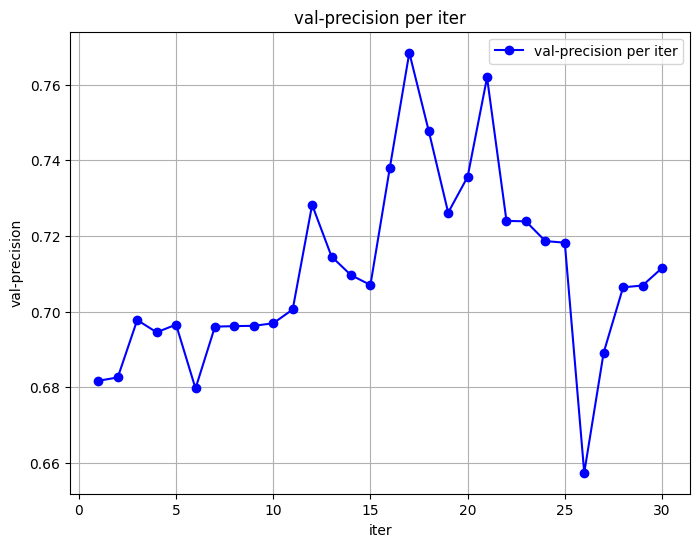 val-precision per iter
val-precision per iter
0.76
0.74
0.72
0.70
0.68
0.66
val-precision
0 5 10 15 20 25 30
iter